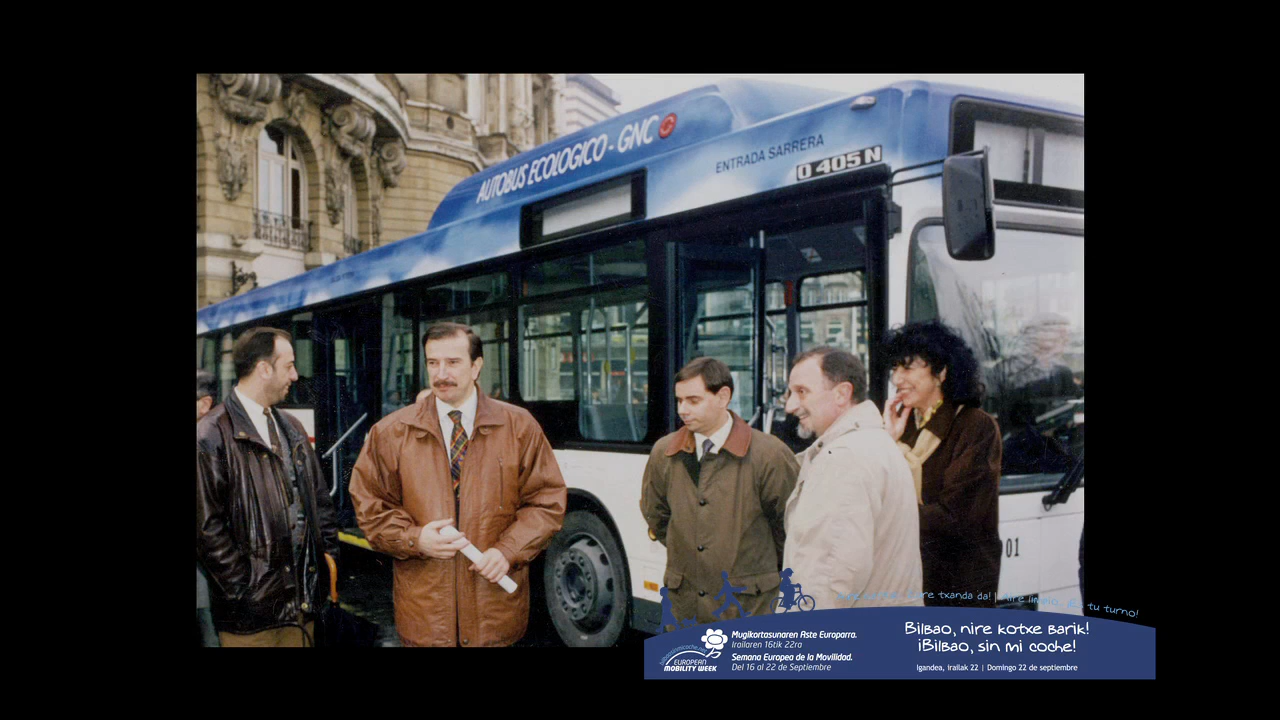 AUTOBUS ECOLOGICO - GNC
ENTRADA SARRERA
O 405 N
01
txanda da!
tu turno!
EUROPEAN
MOBILITY WEEK
Mugikortasunaren Aste Europarra.
Irailaren 16tik 22ra
Semana Europea de la Movilidad.
Del 16 al 22 de Septiembre
Bilbao, nire kotxe barik!
¡Bilbao, sin mi coche!
Igandea, irailak 22 | Domingo 22 de septiembre